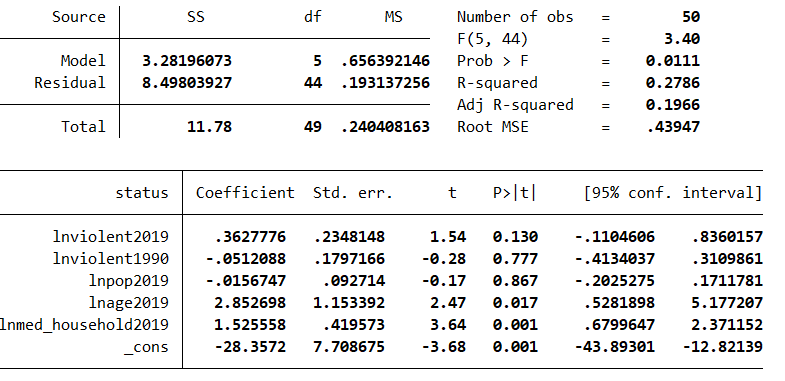 Source SS df MS Number of obs = 50
F(5, 44) = 3.40
Model 3.28196073 5 .656392146 Prob > F = 0.0111
Residual 8.49803927 44 .193137256 R-squared = 0.2786
Adj R-squared = 0.1966
Total 11.78 49 .240408163 Root MSE = .43947
status Coefficient Std. err. t P>|t| [95% conf. interval]
lnviolent2019 .3627776 .2348148 1.54 0.130 -.1104606 .8360157
lnviolent1990 -.0512088 .1797166 -0.28 0.777 -.4134037 .3109861
lnpop2019 -.0156747 .092714 -0.17 0.867 -.2025275 .1711781
lnage2019 2.852698 1.153392 2.47 0.017 .5281898 5.177207
lnmed_household2019 1.525558 .419573 3.64 0.001 .6799647 2.371152
_cons -28.3572 7.708675 -3.68 0.001 -43.89301 -12.82139